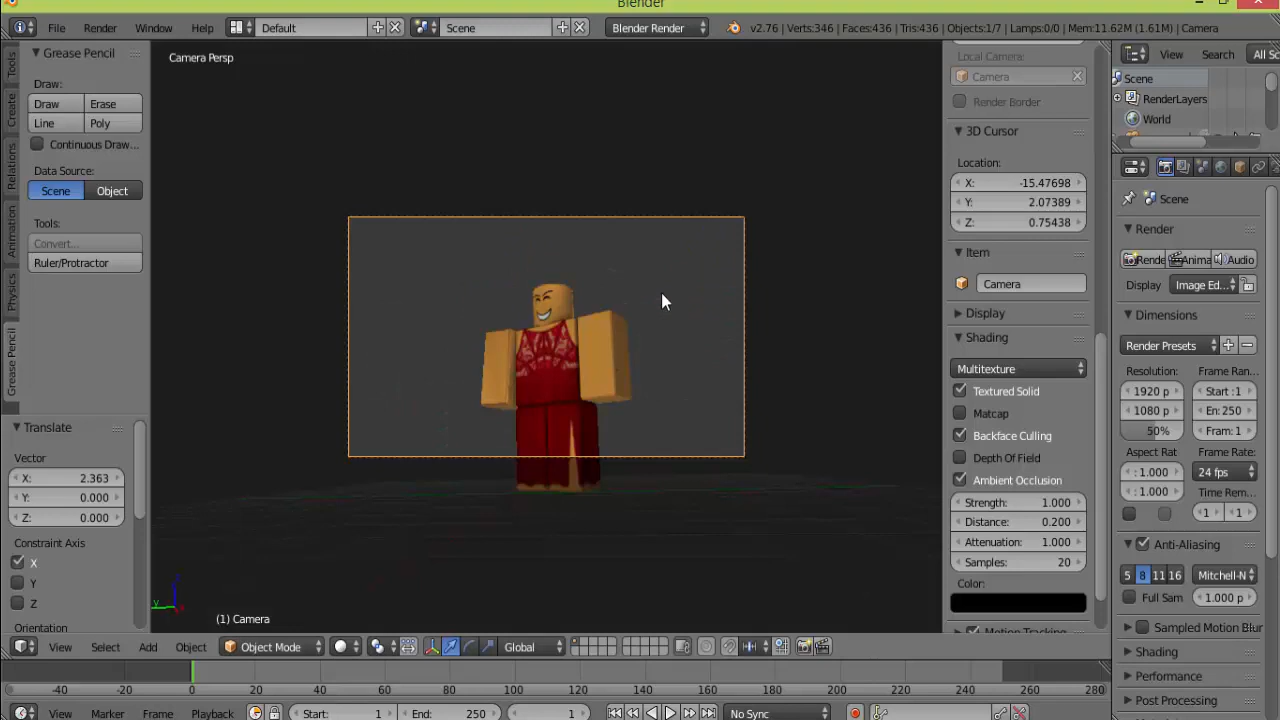 Blender
File Render Window Help Default Scene Blender Render v2.76 | Verts:346 | Faces:436 | Tris:436 | Objects:1/7 | Lamps:0/0 | Mem:11.62M (1.61M) | Camera
Tools
Create
Relations
Animation
Physics
Grease Pencil
Grease Pencil
Draw:
Draw Erase
Line Poly
Continuous Draw...
Data Source:
Scene Object
Tools:
Convert...
Ruler/Protractor
Translate
Vector
X: 2.363
Y: 0.000
Z: 0.000
Constraint Axis
X
Y
Z
Orientation
Camera Persp
(1) Camera
Local Camera:
Camera
Render Border
3D Cursor
Location:
X: -15.47698
Y: 2.07389
Z: 0.75438
Item
Camera
Display
Shading
Multitexture
Textured Solid
Matcap
Backface Culling
Depth Of Field
Ambient Occlusion
Strength: 1.000
Distance: 0.200
Attenuation: 1.000
Samples: 20
Color:
Motion Tracking
View Search All Sc
Scene
RenderLayers
World
Scene
Render
Rende Anima Audio
Display Image Ed...
Dimensions
Render Presets
Resolution: Frame Ran...
1920 p Start :1
1080 p En: 250
50% Fram: 1
Aspect Rat Frame Rate:
: 1.000 24 fps
: 1.000 Time Rem...
1 1
Anti-Aliasing
5 8 11 16 Mitchell-N
Full Sam 1.000 p
Sampled Motion Blur
Shading
Performance
Post Processing
View Select Add Object Object Mode Global
-40 -20 0 20 40 60 80 100 120 140 160 180 200 220 240 260 280
View Marker Frame Playback Start: 1 End: 250 1 No Sync